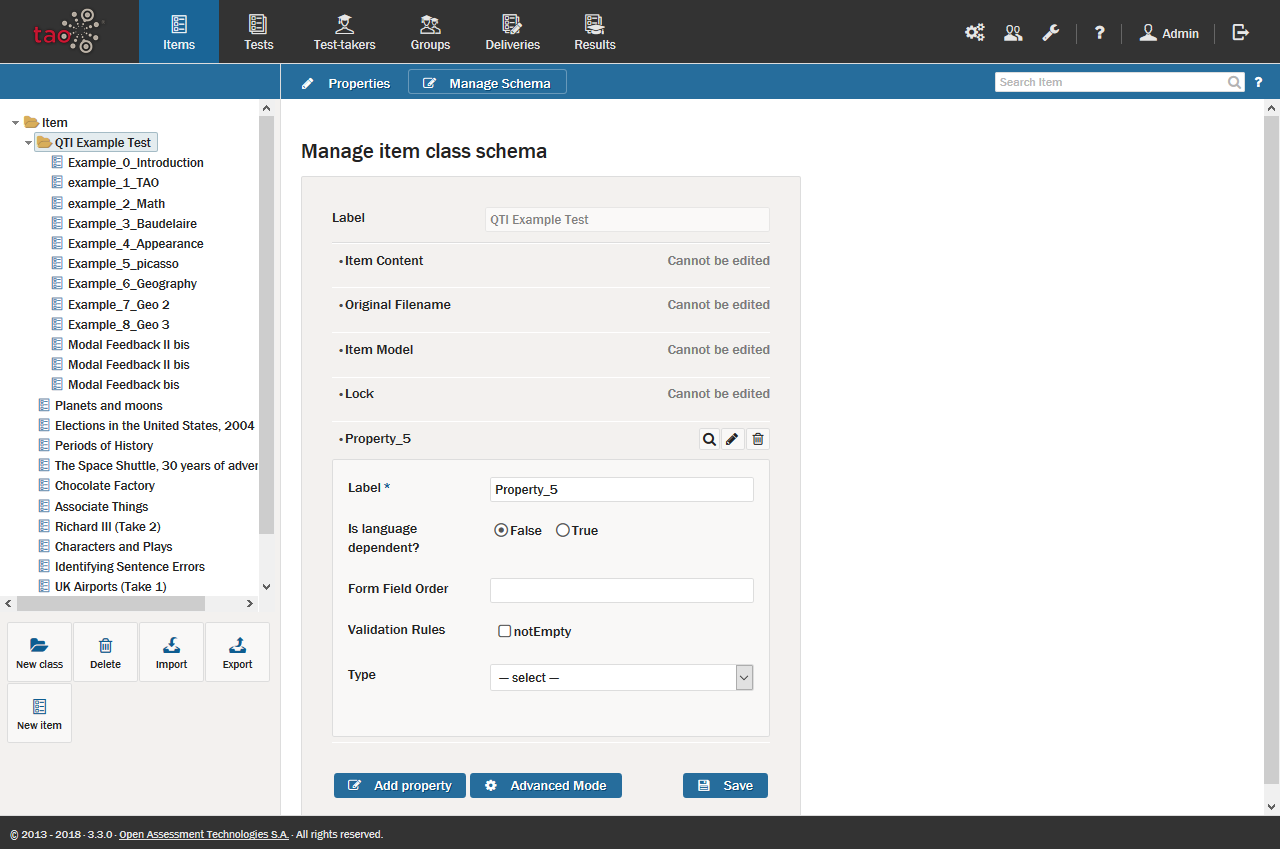 tao
Items
Tests
Test-takers
Groups
Deliveries
Results
?
Admin
Properties
Manage Schema
Search Item
?
Item
QTI Example Test
Example_0_Introduction
example_1_TAO
example_2_Math
Example_3_Baudelaire
Example_4_Appearance
Example_5_picasso
Example_6_Geography
Example_7_Geo 2
Example_8_Geo 3
Modal Feedback II bis
Modal Feedback II bis
Modal Feedback bis
Planets and moons
Elections in the United States, 2004
Periods of History
The Space Shuttle, 30 years of adver
Chocolate Factory
Associate Things
Richard III (Take 2)
Characters and Plays
Identifying Sentence Errors
UK Airports (Take 1)
New class
Delete
Import
Export
New item
Manage item class schema
Label
QTI Example Test
•Item Content
Cannot be edited
•Original Filename
Cannot be edited
•Item Model
Cannot be edited
•Lock
Cannot be edited
•Property_5
Label *
Property_5
Is language
dependent?
False
True
Form Field Order
Validation Rules
notEmpty
Type
— select —
Add property
Advanced Mode
Save
© 2013 - 2018 · 3.3.0 · Open Assessment Technologies S.A. · All rights reserved.